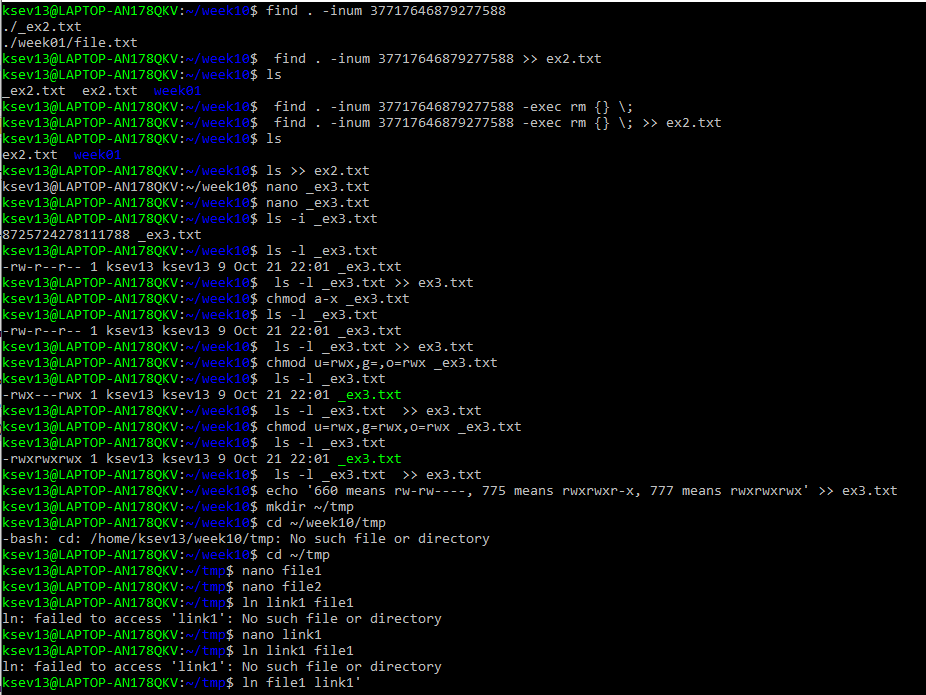 ksev13@LAPTOP-AN178QKV:~/week10$ find . -inum 37717646879277588
./_ex2.txt
./week01/file.txt
ksev13@LAPTOP-AN178QKV:~/week10$  find . -inum 37717646879277588 >> ex2.txt
ksev13@LAPTOP-AN178QKV:~/week10$ ls
_ex2.txt  ex2.txt  week01
ksev13@LAPTOP-AN178QKV:~/week10$  find . -inum 37717646879277588 -exec rm {} \;
ksev13@LAPTOP-AN178QKV:~/week10$  find . -inum 37717646879277588 -exec rm {} \; >> ex2.txt
ksev13@LAPTOP-AN178QKV:~/week10$ ls
ex2.txt  week01
ksev13@LAPTOP-AN178QKV:~/week10$ ls >> ex2.txt
ksev13@LAPTOP-AN178QKV:~/week10$ nano _ex3.txt
ksev13@LAPTOP-AN178QKV:~/week10$ nano _ex3.txt
ksev13@LAPTOP-AN178QKV:~/week10$ ls -i _ex3.txt
8725724278111788 _ex3.txt
ksev13@LAPTOP-AN178QKV:~/week10$ ls -l _ex3.txt
-rw-r--r-- 1 ksev13 ksev13 9 Oct 21 22:01 _ex3.txt
ksev13@LAPTOP-AN178QKV:~/week10$  ls -l _ex3.txt >> ex3.txt
ksev13@LAPTOP-AN178QKV:~/week10$ chmod a-x _ex3.txt
ksev13@LAPTOP-AN178QKV:~/week10$ ls -l _ex3.txt
-rw-r--r-- 1 ksev13 ksev13 9 Oct 21 22:01 _ex3.txt
ksev13@LAPTOP-AN178QKV:~/week10$  ls -l _ex3.txt >> ex3.txt
ksev13@LAPTOP-AN178QKV:~/week10$ chmod u=rwx,g=,o=rwx _ex3.txt
ksev13@LAPTOP-AN178QKV:~/week10$  ls -l _ex3.txt
-rwx---rwx 1 ksev13 ksev13 9 Oct 21 22:01 _ex3.txt
ksev13@LAPTOP-AN178QKV:~/week10$  ls -l _ex3.txt  >> ex3.txt
ksev13@LAPTOP-AN178QKV:~/week10$ chmod u=rwx,g=rwx,o=rwx _ex3.txt
ksev13@LAPTOP-AN178QKV:~/week10$  ls -l _ex3.txt
-rwxrwxrwx 1 ksev13 ksev13 9 Oct 21 22:01 _ex3.txt
ksev13@LAPTOP-AN178QKV:~/week10$  ls -l _ex3.txt  >> ex3.txt
ksev13@LAPTOP-AN178QKV:~/week10$ echo '660 means rw-rw----, 775 means rwxrwxr-x, 777 means rwxrwxrwx' >> ex3.txt
ksev13@LAPTOP-AN178QKV:~/week10$ mkdir ~/tmp
ksev13@LAPTOP-AN178QKV:~/week10$ cd ~/week10/tmp
-bash: cd: /home/ksev13/week10/tmp: No such file or directory
ksev13@LAPTOP-AN178QKV:~/week10$ cd ~/tmp
ksev13@LAPTOP-AN178QKV:~/tmp$ nano file1
ksev13@LAPTOP-AN178QKV:~/tmp$ nano file2
ksev13@LAPTOP-AN178QKV:~/tmp$ ln link1 file1
ln: failed to access 'link1': No such file or directory
ksev13@LAPTOP-AN178QKV:~/tmp$ nano link1
ksev13@LAPTOP-AN178QKV:~/tmp$ ln link1 file1
ln: failed to access 'link1': No such file or directory
ksev13@LAPTOP-AN178QKV:~/tmp$ ln file1 link1'